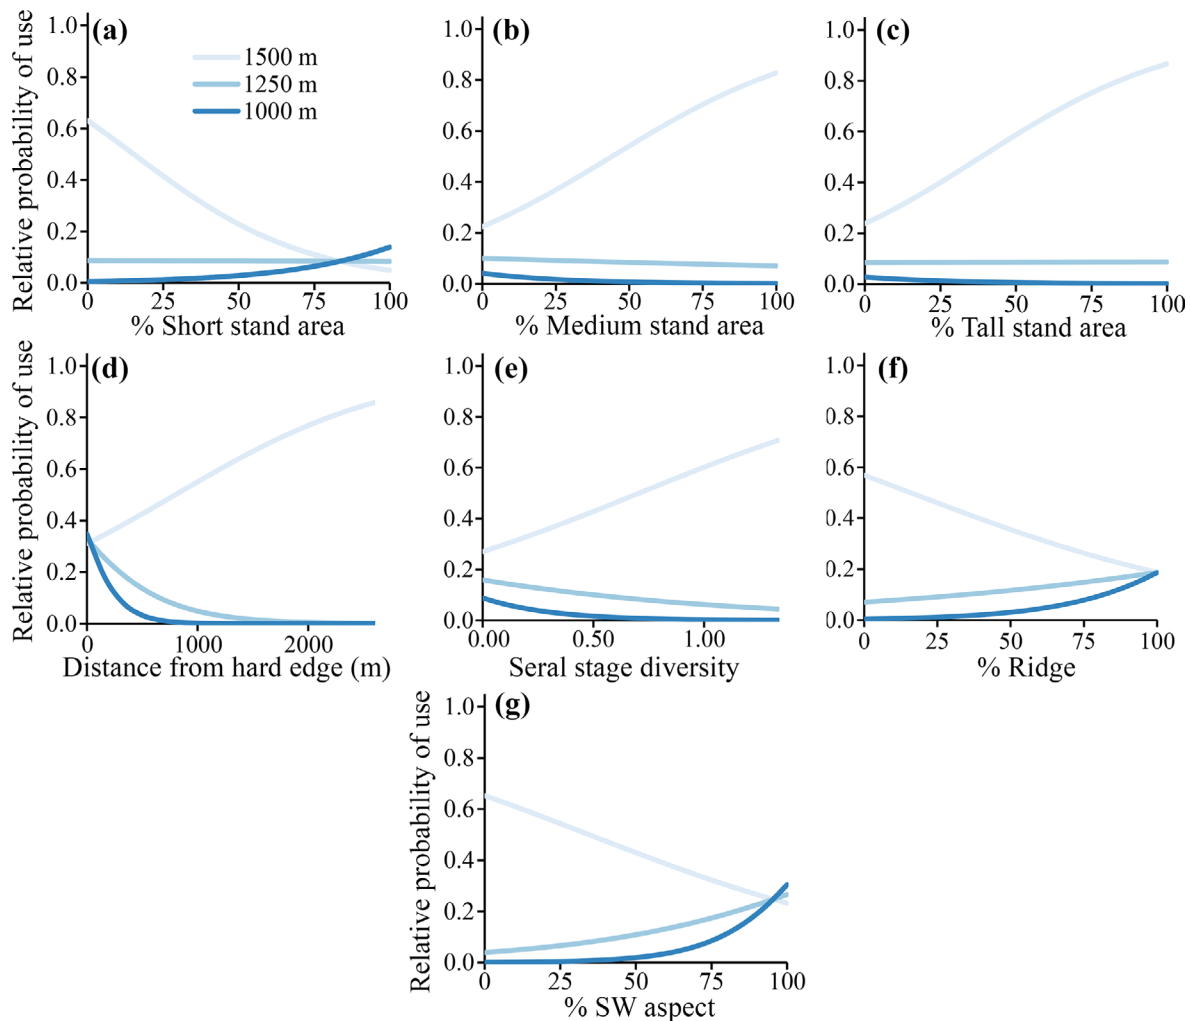 Relative probability of use
1.0
0.8
0.6
0.4
0.2
0.0
(a)
1500 m
1250 m
1000 m
0 25 50 75 100
% Short stand area
1.0
0.8
0.6
0.4
0.2
0.0
(b)
0 25 50 75 100
% Medium stand area
1.0
0.8
0.6
0.4
0.2
0.0
(c)
0 25 50 75 100
% Tall stand area
Relative probability of use
1.0
0.8
0.6
0.4
0.2
0.0
(d)
0 1000 2000
Distance from hard edge (m)
1.0
0.8
0.6
0.4
0.2
0.0
(e)
0.00 0.50 1.00
Seral stage diversity
1.0
0.8
0.6
0.4
0.2
0.0
(f)
0 25 50 75 100
% Ridge
Relative probability of use
1.0
0.8
0.6
0.4
0.2
0.0
(g)
0 25 50 75 100
% SW aspect